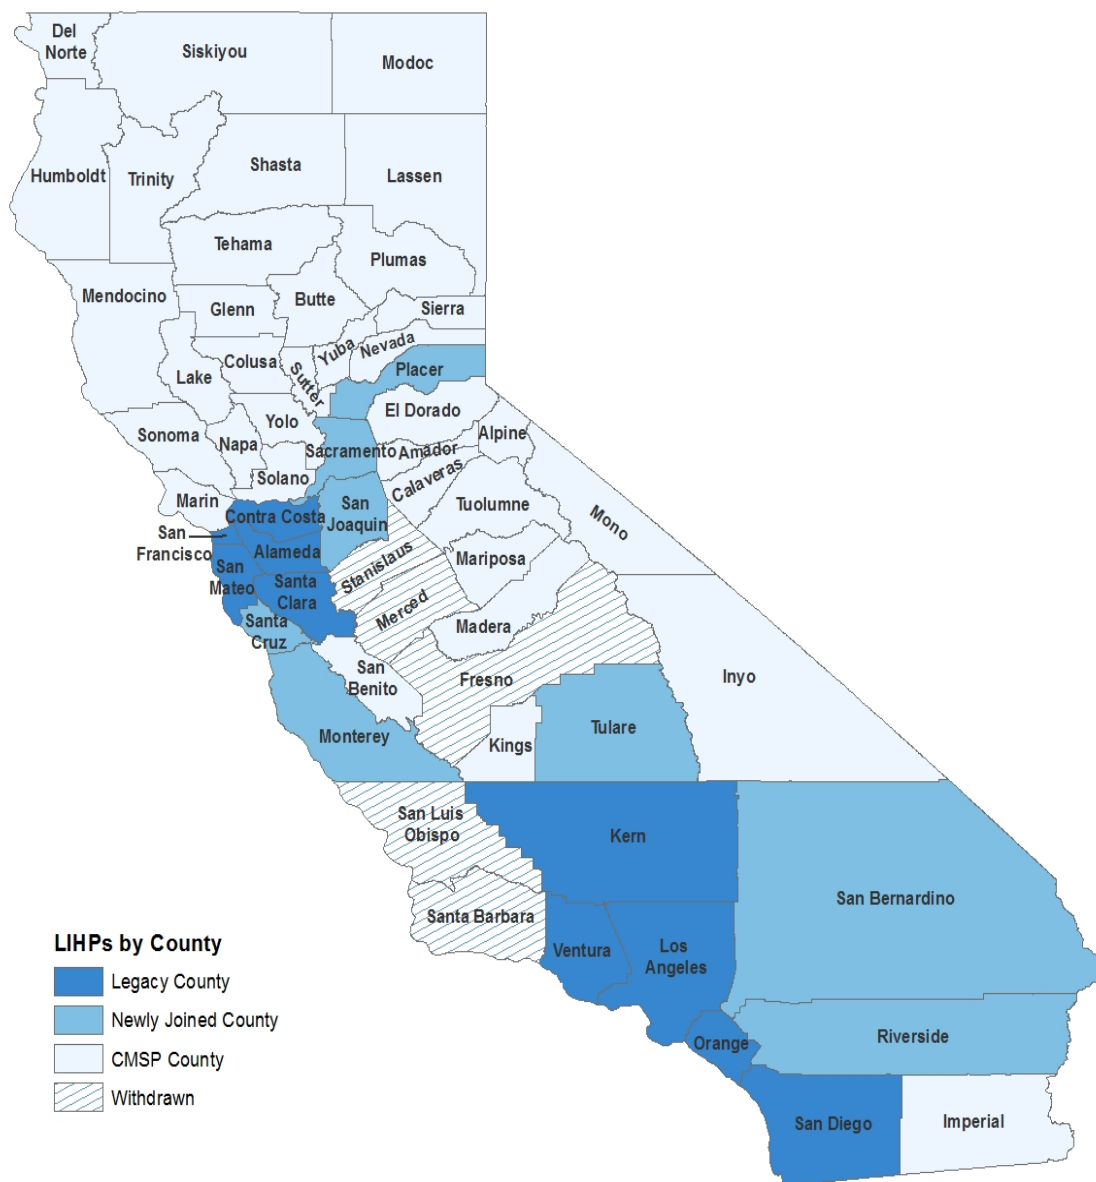 Del
Norte
Siskiyou
Modoc
Humboldt
Trinity
Shasta
Lassen
Tehama
Plumas
Mendocino
Glenn
Butte
Sierra
Colusa
Yuba
Nevada
Lake
Sutter
Placer
El Dorado
Yolo
Sonoma
Napa
Sacramento
Amador
Alpine
Solano
Calaveras
Marin
Contra Costa
San
Joaquin
Tuolumne
Mono
San
Francisco
Alameda
Stanislaus
Mariposa
San
Mateo
Santa
Clara
Merced
Santa
Cruz
Madera
San
Benito
Fresno
Inyo
Monterey
Kings
Tulare
San Luis
Obispo
Kern
San Bernardino
Santa Barbara
Ventura
Los
Angeles
Orange
Riverside
San Diego
Imperial
LIHPs by County
Legacy County
Newly Joined County
CMSP County
Withdrawn